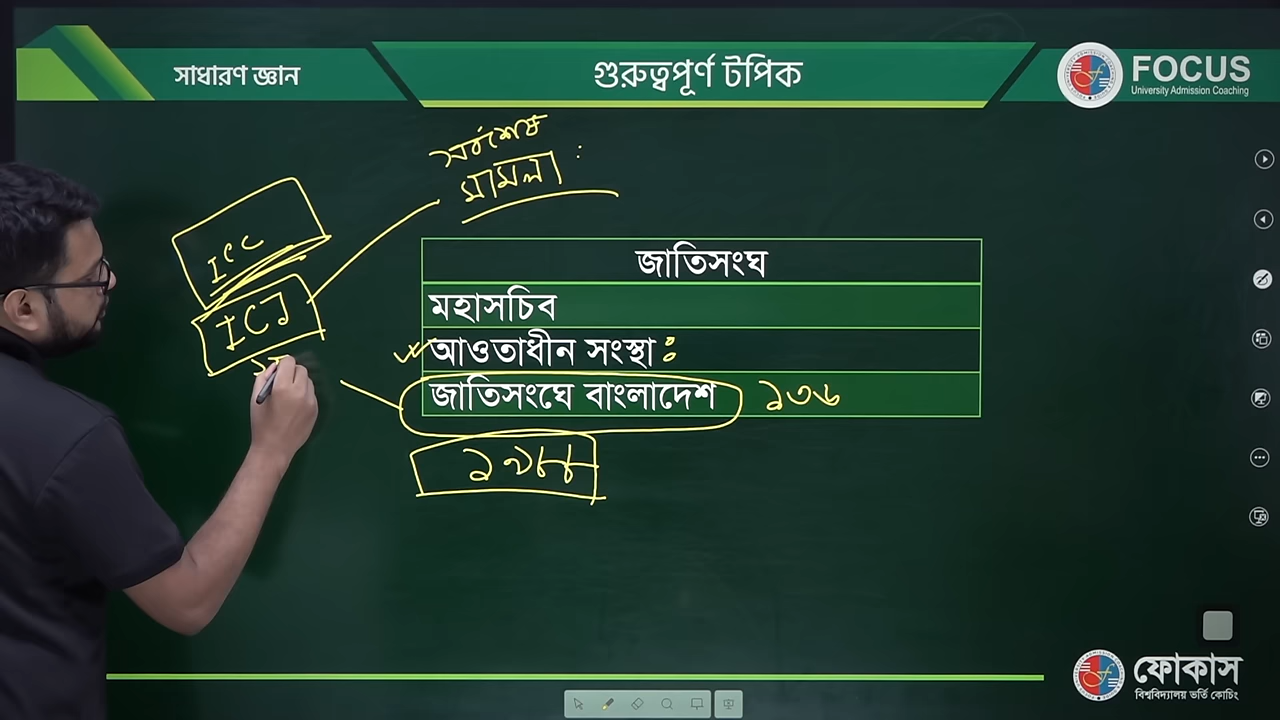 সাধারণ জ্ঞান
গুরুত্বপূর্ণ টপিক
FOCUS
University Admission Coaching
সর্বশেষ
মামলা :
ICC
ICJ
জাতিসংঘ
মহাসচিব
আওতাধীন সংস্থা :
জাতিসংঘে বাংলাদেশ ১৩৬
১৯৮৮
ফোকাস
বিশ্ববিদ্যালয় ভর্তি কোচিং